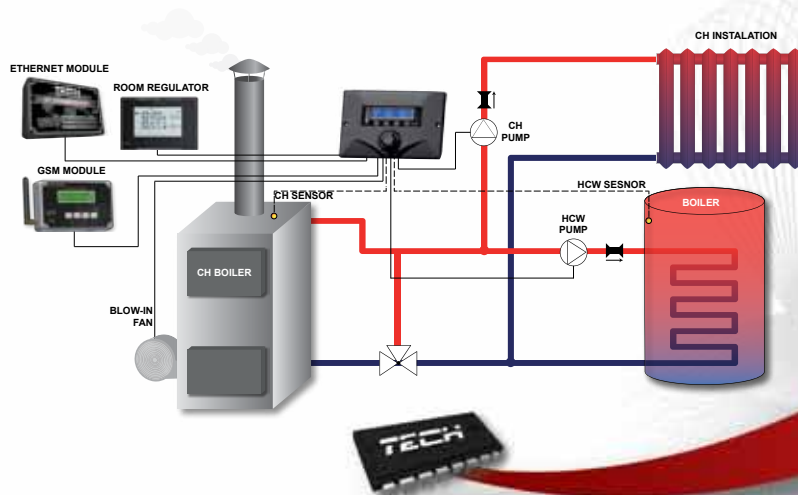 CH INSTALATION
ETHERNET MODULE
ROOM REGULATOR
TECH
CH
PUMP
GSM MODULE
CH SENSOR
HCW SESNOR
BOILER
HCW
PUMP
CH BOILER
BLOW-IN
FAN
TECH